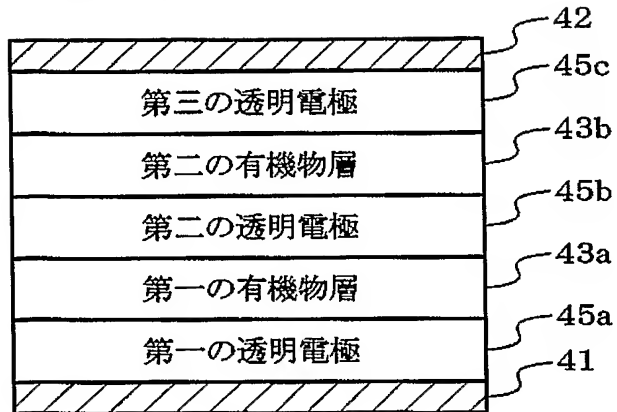 42
第三の透明電極 45c
第二の有機物層 43b
第二の透明電極 45b
第一の有機物層 43a
第一の透明電極 45a
41